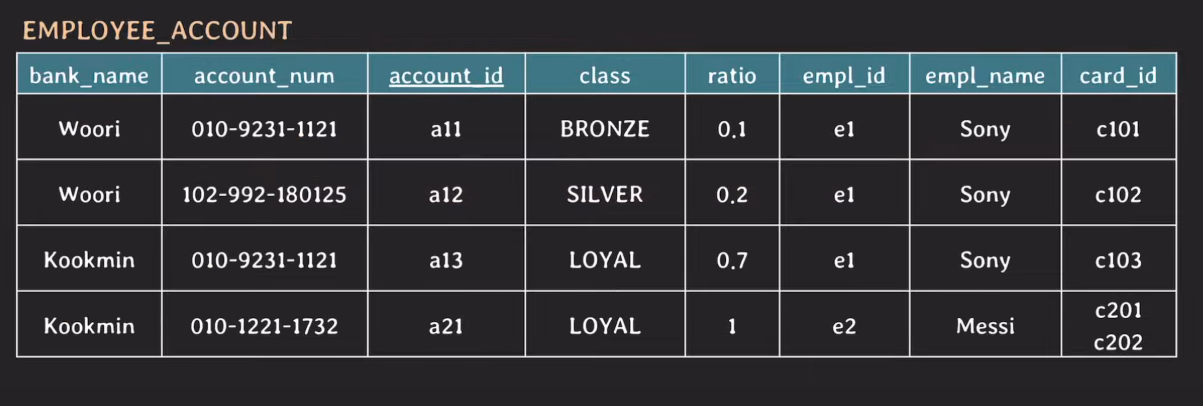 EMPLOYEE_ACCOUNT
bank_name account_num account_id class ratio empl_id empl_name card_id
Woori 010-9231-1121 a11 BRONZE 0.1 e1 Sony c101
Woori 102-992-180125 a12 SILVER 0.2 e1 Sony c102
Kookmin 010-9231-1121 a13 LOYAL 0.7 e1 Sony c103
Kookmin 010-1221-1732 a21 LOYAL 1 e2 Messi c201
c202